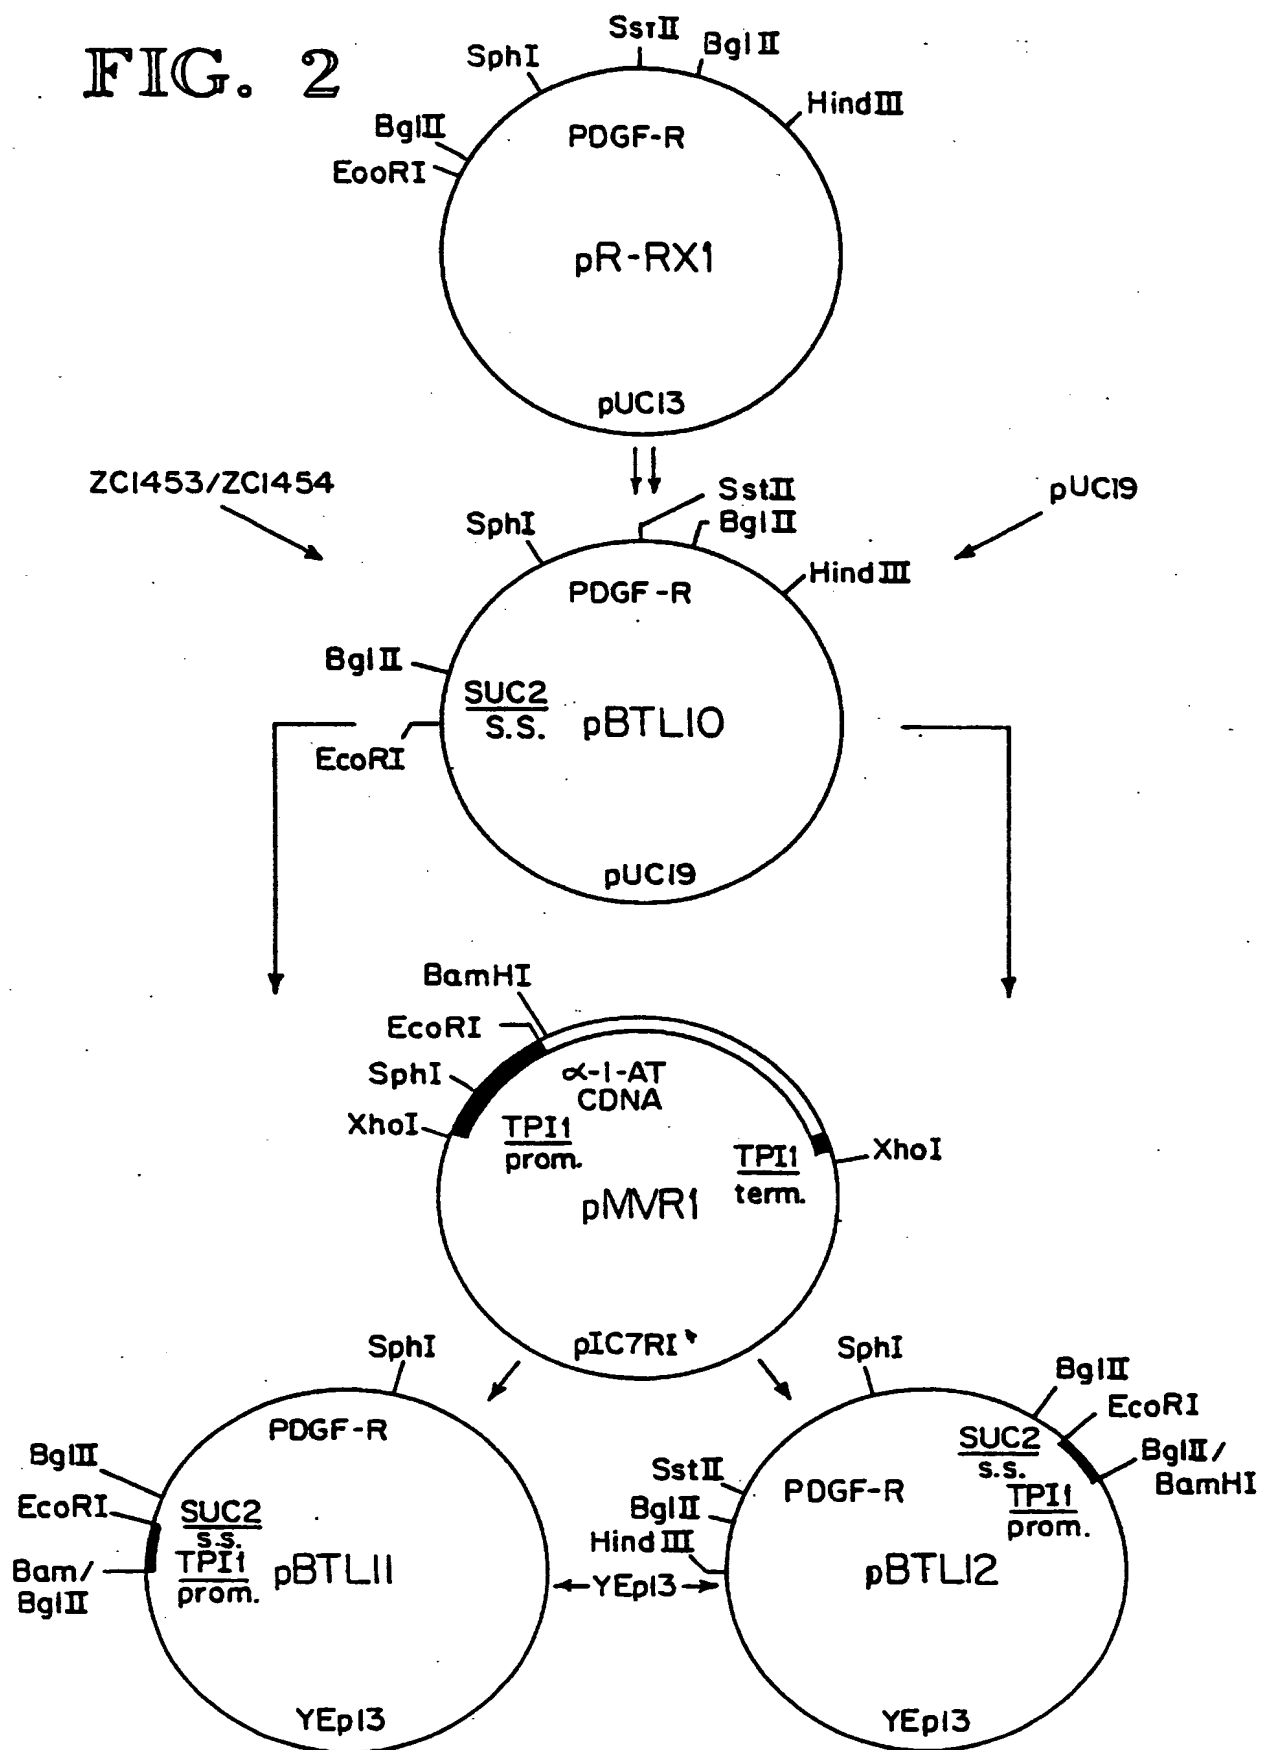 FIG. 2
SstII
BglII
SphI
HindIII
BglII
EooRI
PDGF-R
pR-RX1
pUC13
ZC1453/ZC1454
pUC19
SstII
BglII
SphI
HindIII
PDGF-R
BglII
SUC2
S.S.
pBTL10
EcoRI
pUC19
BamHI
EcoRI
SphI
XhoI
α-1-AT
CDNA
TPI1
prom.
TPI1
term.
XhoI
pMVR1
pIC7RI*
SphI
PDGF-R
BglII
EcoRI
SUC2
s.s.
TPI1
prom.
Bam/
BglII
pBTL11
YEp13
YEp13
SphI
BglII
EcoRI
SUC2
s.s.
BglII/
BamHI
TPI1
prom.
SstII
PDGF-R
BglII
HindIII
pBTL12
YEp13